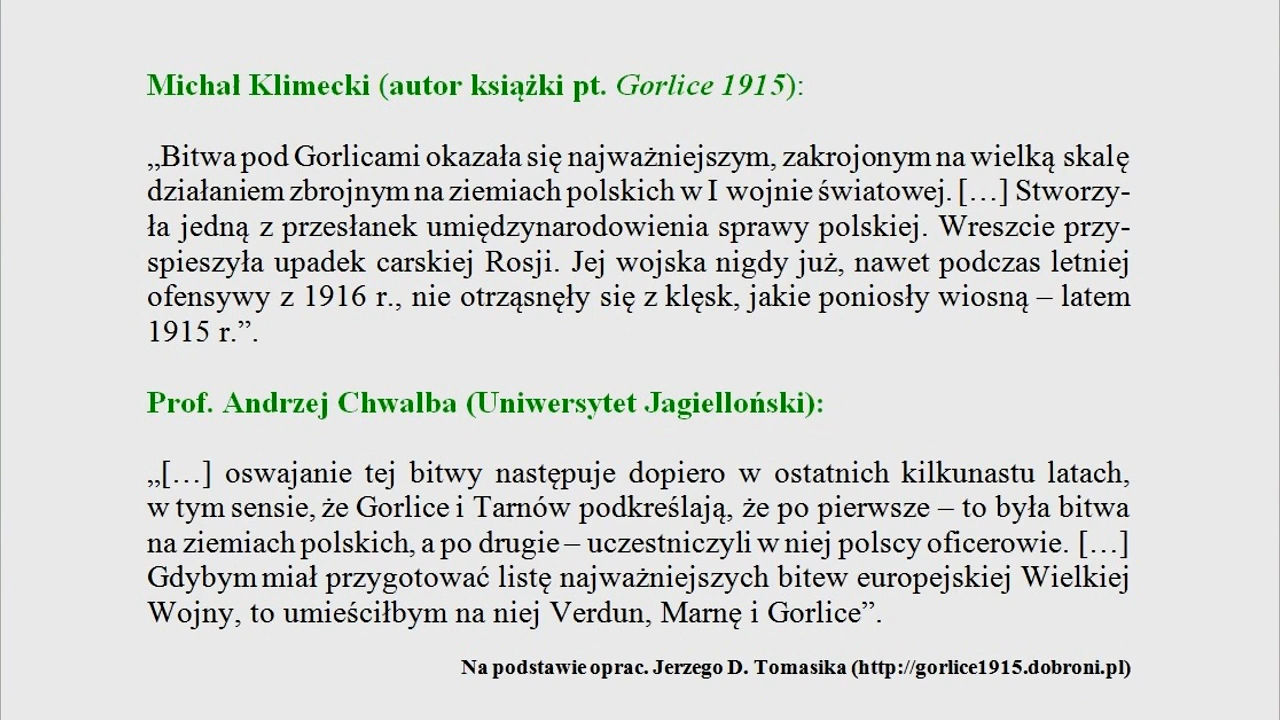 Michał Klimecki (autor książki pt. Gorlice 1915):
„Bitwa pod Gorlicami okazała się najważniejszym, zakrojonym na wielką skalę
działaniem zbrojnym na ziemiach polskich w I wojnie światowej. […] Stworzy-
ła jedną z przesłanek umiędzynarodowienia sprawy polskiej. Wreszcie przy-
spieszyła upadek carskiej Rosji. Jej wojska nigdy już, nawet podczas letniej
ofensywy z 1916 r., nie otrząsnęły się z klęsk, jakie poniosły wiosną – latem
1915 r.”.
Prof. Andrzej Chwalba (Uniwersytet Jagielloński):
„[…] oswajanie tej bitwy następuje dopiero w ostatnich kilkunastu latach,
w tym sensie, że Gorlice i Tarnów podkreślają, że po pierwsze – to była bitwa
na ziemiach polskich, a po drugie – uczestniczyli w niej polscy oficerowie. […]
Gdybym miał przygotować listę najważniejszych bitew europejskiej Wielkiej
Wojny, to umieściłbym na niej Verdun, Marnę i Gorlice”.
Na podstawie oprac. Jerzego D. Tomasika (http://gorlice1915.dobroni.pl)